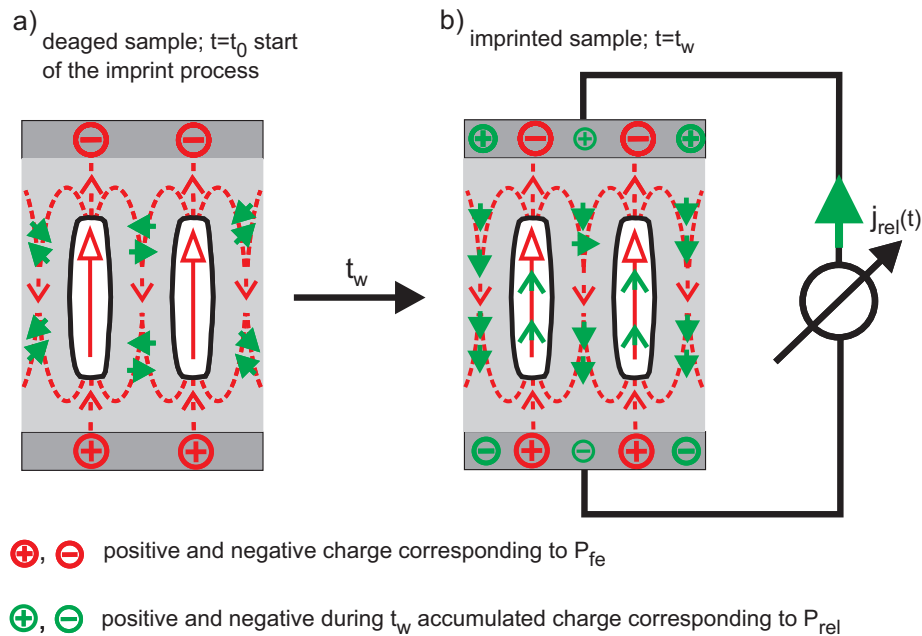 a)
deaged sample; t=t0 start
of the imprint process
b)
imprinted sample; t=tw
tw
jrel(t)
+, − positive and negative charge corresponding to Pfe
+, − positive and negative during tw accumulated charge corresponding to Prel